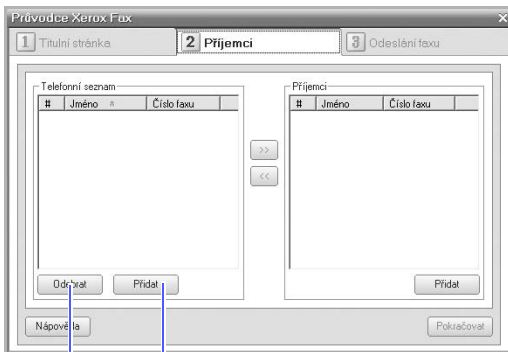 Průvodce Xerox Fax
1 Titulní stránka 2 Příjemci 3 Odeslání faxu
Telefonní seznam Příjemci
# Jméno Číslo faxu # Jméno Číslo faxu
>>
<<
Odebrat Přidat Přidat
Nápověda Pokračovat